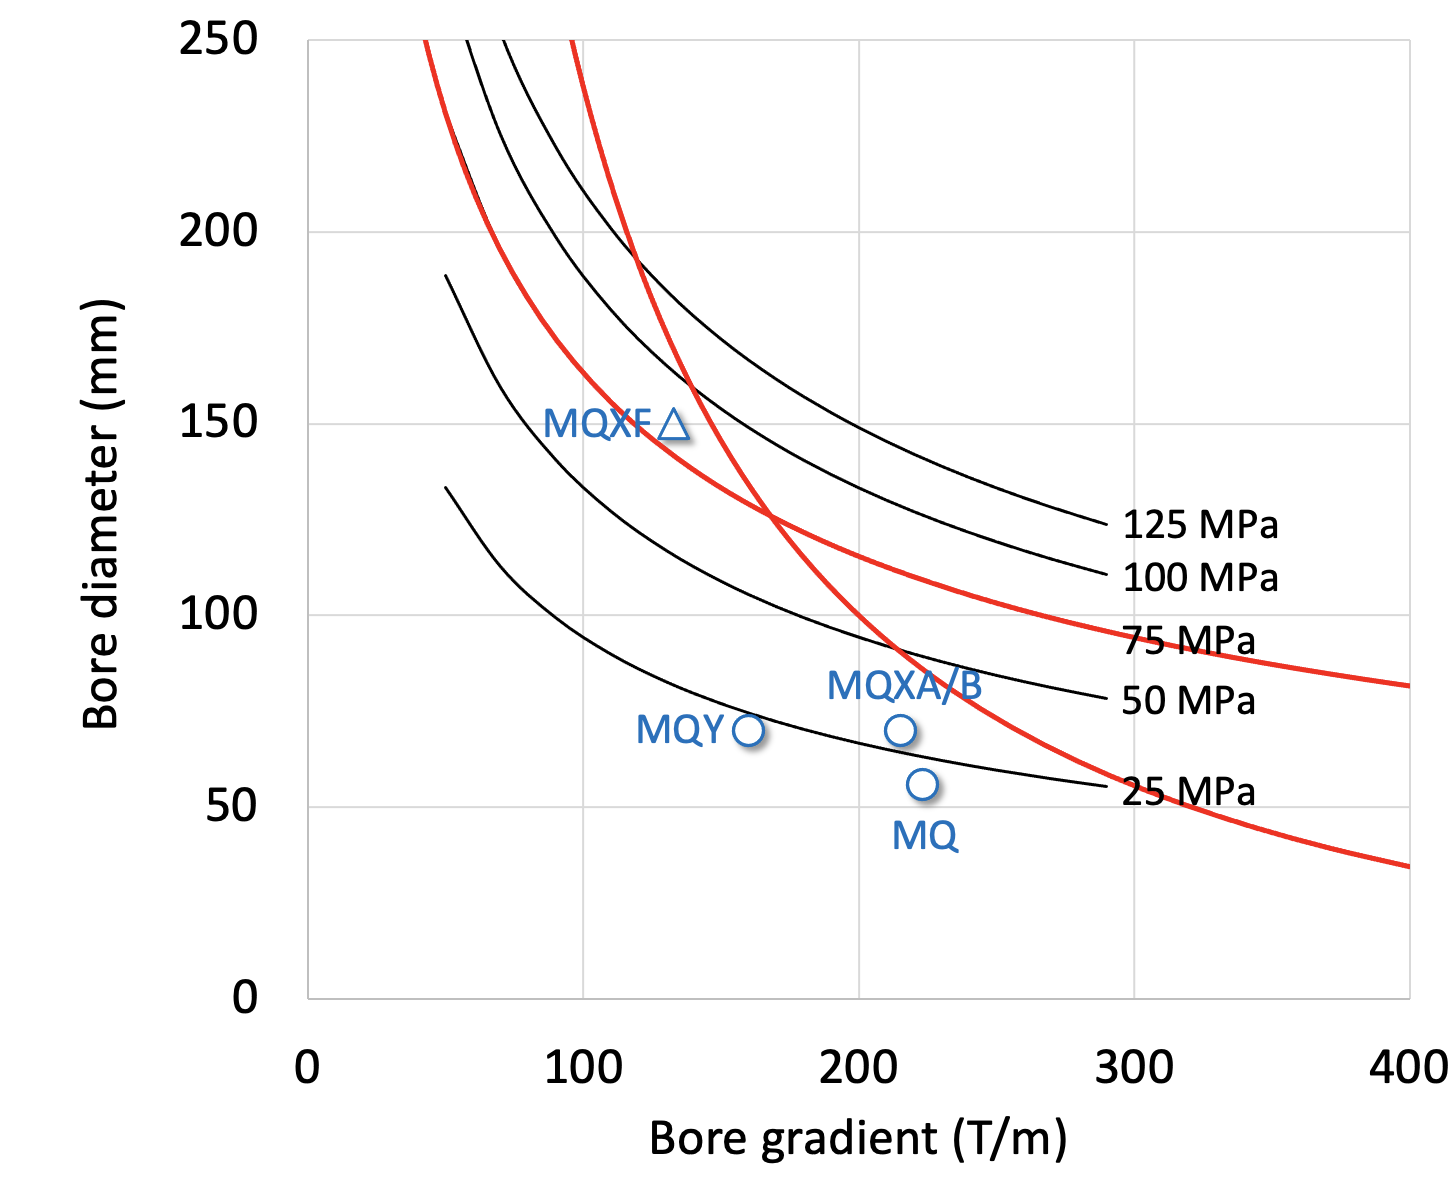 250
200
150
100
50
0
Bore diameter (mm)
MQXF
125 MPa
100 MPa
75 MPa
50 MPa
25 MPa
MQXA/B
MQY
MQ
0
100
200
300
400
Bore gradient (T/m)